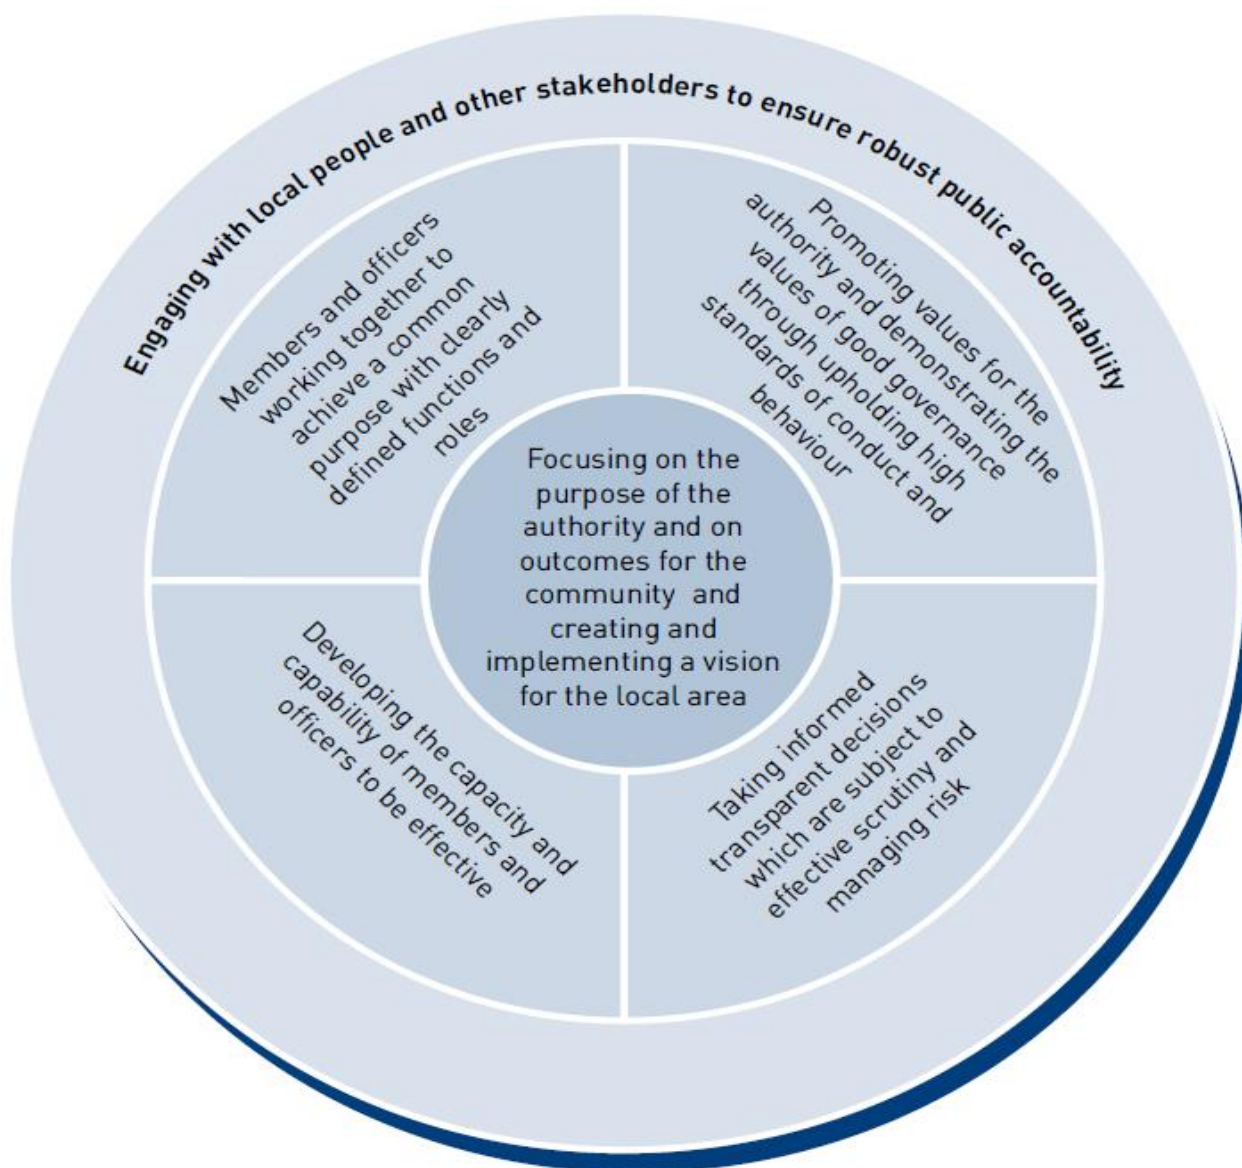 Engaging with local people and other stakeholders to ensure robust public accountability
Members and officers
working together to
achieve a common
purpose with clearly
defined functions and
roles
Promoting values for the
authority and demonstrating the
values of good governance
through upholding high
standards of conduct and
behaviour
Focusing on the
purpose of the
authority and on
outcomes for the
community and
creating and
implementing a vision
for the local area
Developing the capacity and
capability of members and
officers to be effective
Taking informed
transparent decisions
which are subject to
effective scrutiny and
managing risk